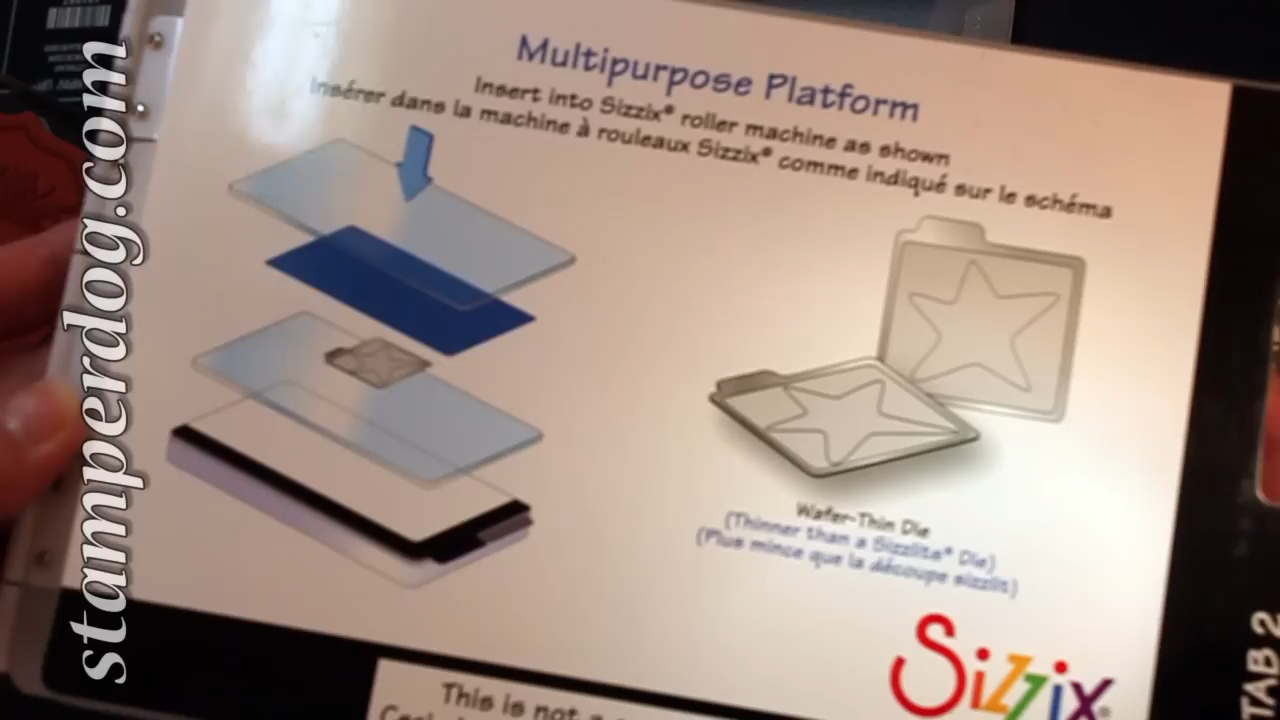 Multipurpose Platform
Insert into Sizzix® roller machine as shown
Insérer dans la machine à rouleaux Sizzix® comme indiqué sur le schéma
Wafer-Thin Die
(Thinner than a Sizzlits® Die)
(Plus mince que la découpe sizzlit)
Sizzix®
This is not a
TAB 2
stamperdog.com